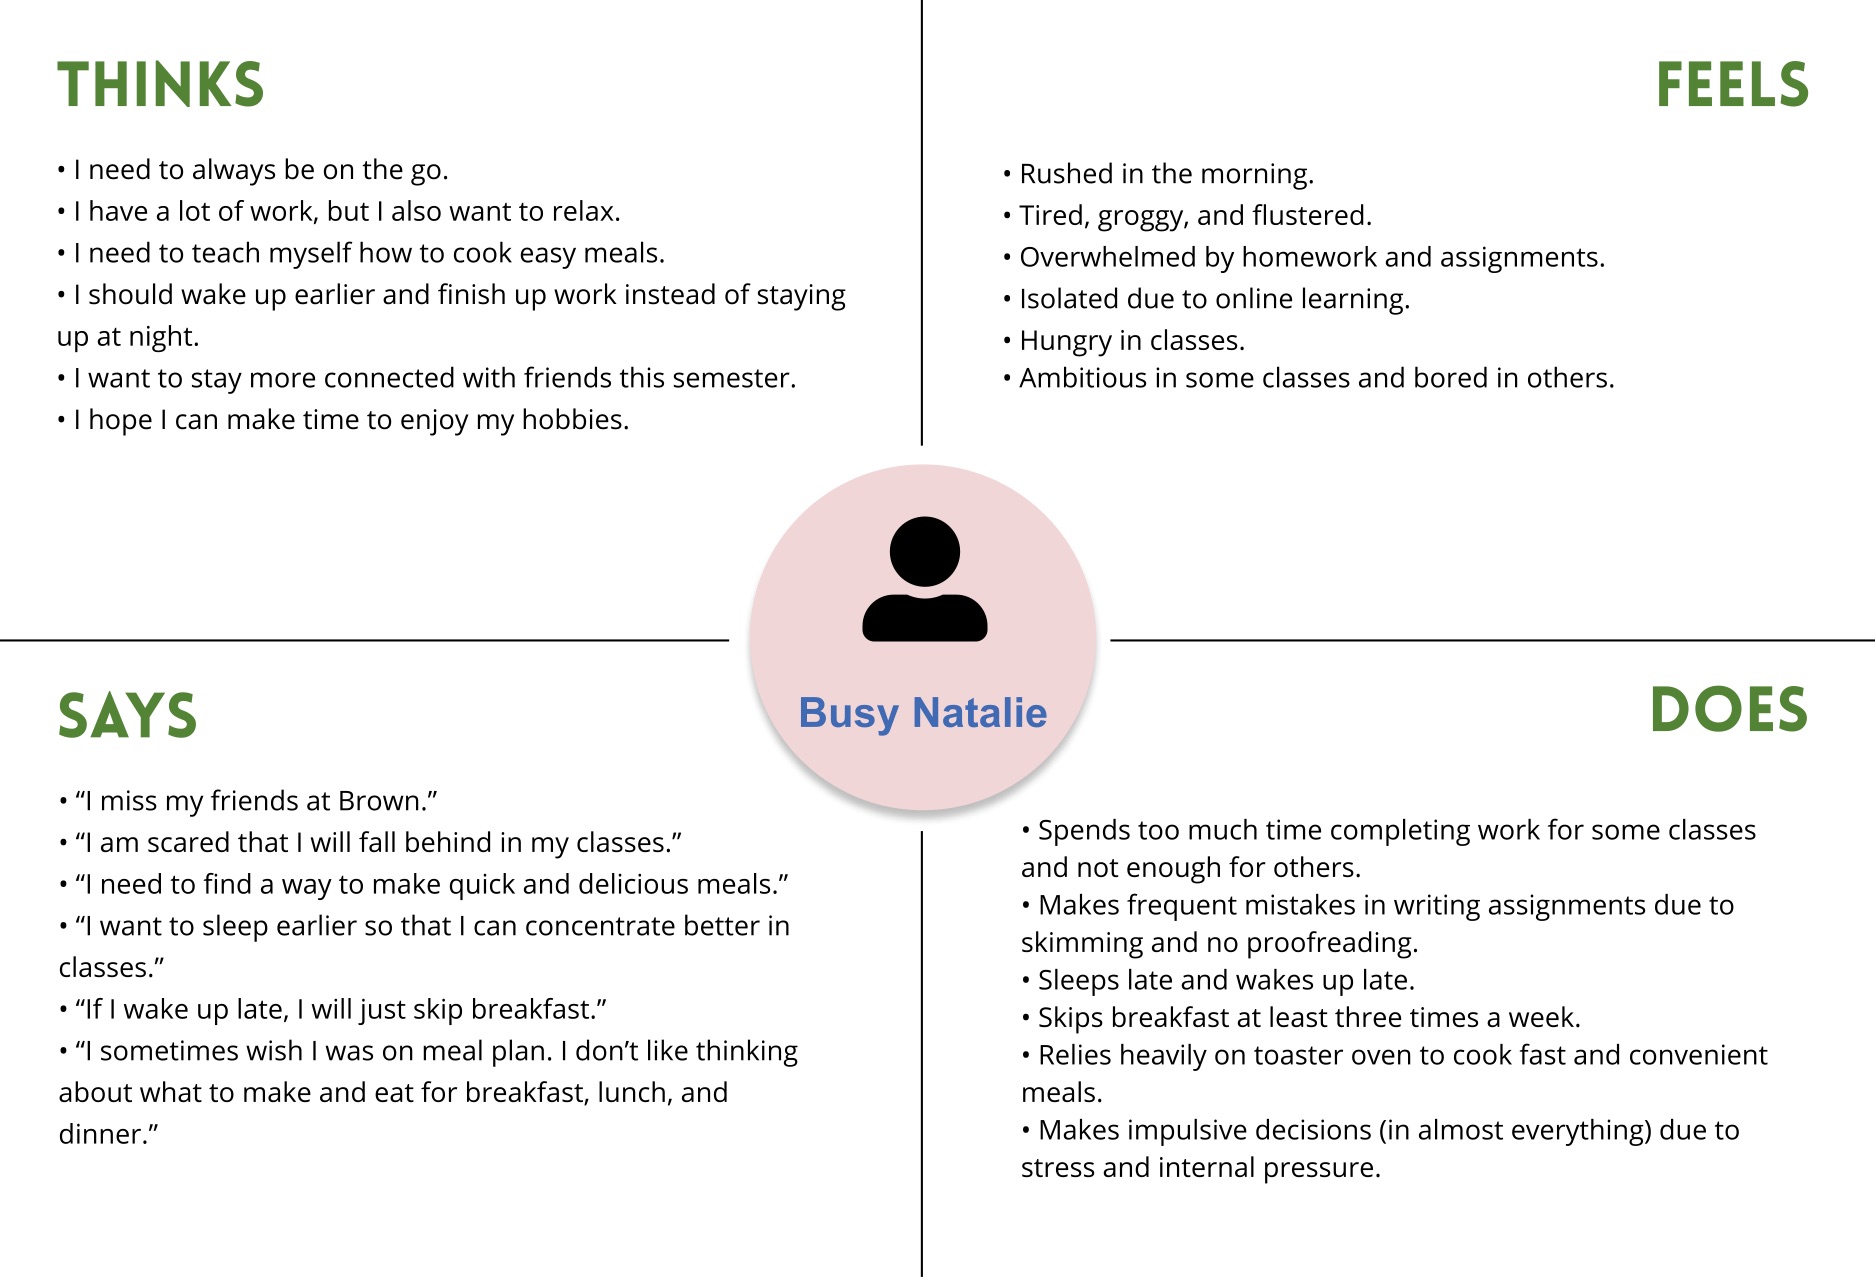 THINKS
• I need to always be on the go.
• I have a lot of work, but I also want to relax.
• I need to teach myself how to cook easy meals.
• I should wake up earlier and finish up work instead of staying
up at night.
• I want to stay more connected with friends this semester.
• I hope I can make time to enjoy my hobbies.
FEELS
• Rushed in the morning.
• Tired, groggy, and flustered.
• Overwhelmed by homework and assignments.
• Isolated due to online learning.
• Hungry in classes.
• Ambitious in some classes and bored in others.
Busy Natalie
SAYS
• “I miss my friends at Brown.”
• “I am scared that I will fall behind in my classes.”
• “I need to find a way to make quick and delicious meals.”
• “I want to sleep earlier so that I can concentrate better in
classes.”
• “If I wake up late, I will just skip breakfast.”
• “I sometimes wish I was on meal plan. I don’t like thinking
about what to make and eat for breakfast, lunch, and
dinner.”
DOES
• Spends too much time completing work for some classes
and not enough for others.
• Makes frequent mistakes in writing assignments due to
skimming and no proofreading.
• Sleeps late and wakes up late.
• Skips breakfast at least three times a week.
• Relies heavily on toaster oven to cook fast and convenient
meals.
• Makes impulsive decisions (in almost everything) due to
stress and internal pressure.